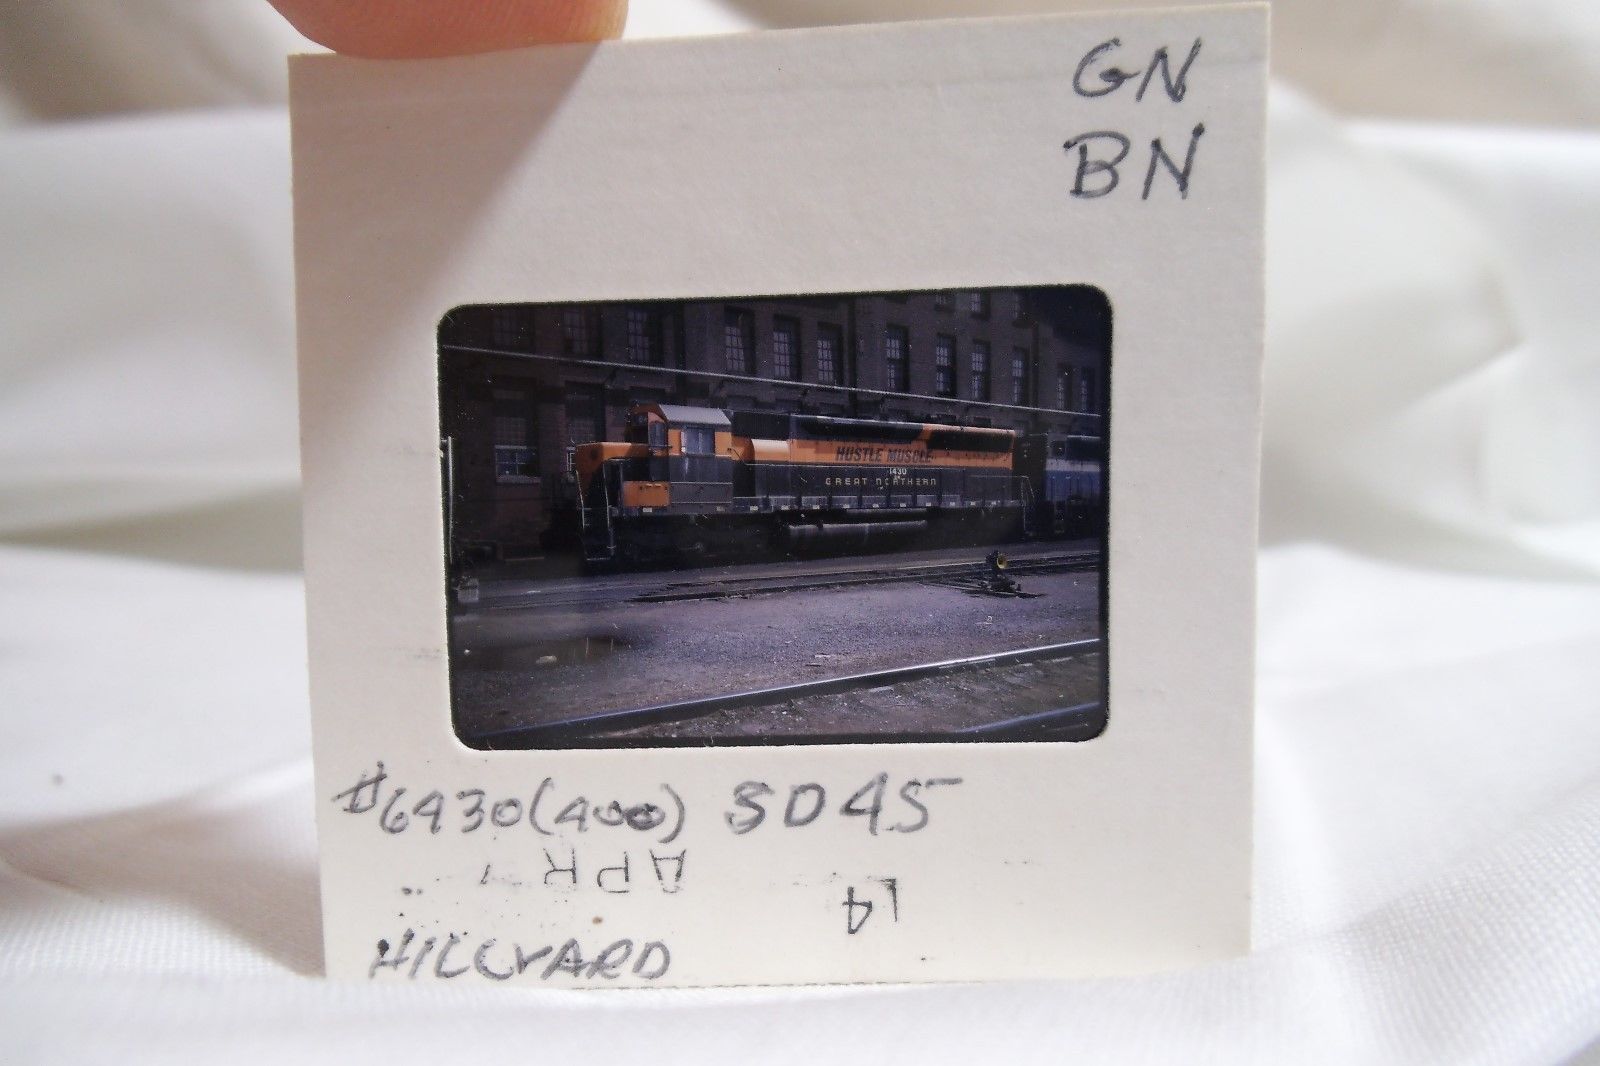 GN
BN
HUSTLE MUSCLE
1430
GREAT NORTHERN
#6430(400) SD45
APR
14
HILLYARD